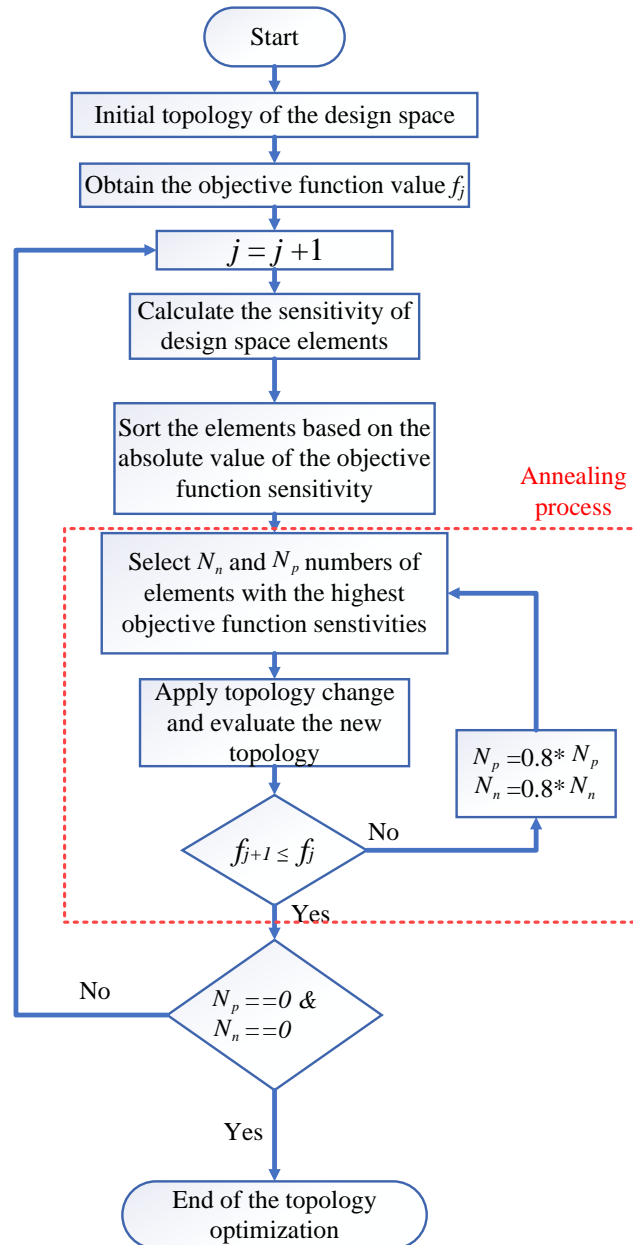 Start
Initial topology of the design space
Obtain the objective function value fj
j = j +1
Calculate the sensitivity of
design space elements
Sort the elements based on the
absolute value of the objective
function sensitivity
Annealing
process
Select Nn and Np numbers of
elements with the highest
objective function senstivities
Apply topology change
and evaluate the new
topology
Np =0.8* Np
Nn =0.8* Nn
No
fj+1 ≤ fj
Yes
No
Np ==0 &
Nn ==0
Yes
End of the topology
optimization